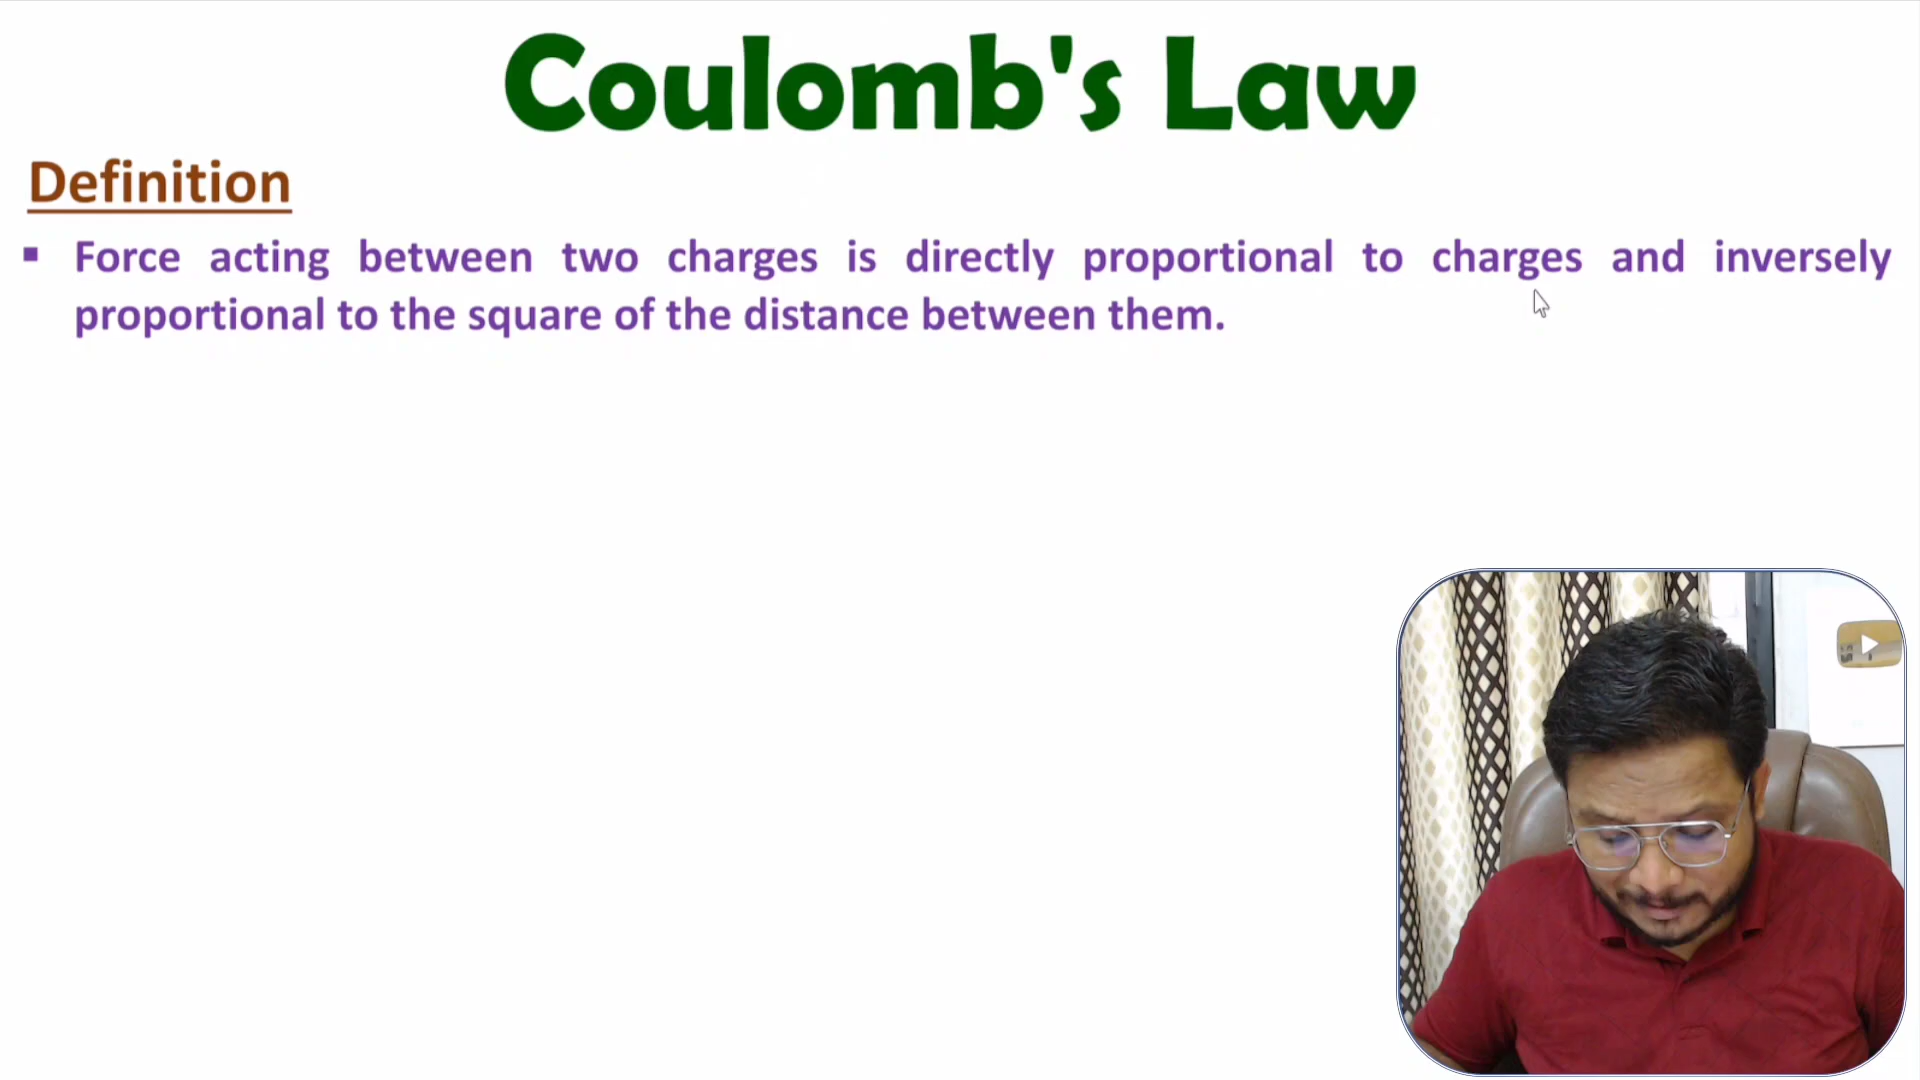 Coulomb's Law
Definition
▪ Force acting between two charges is directly proportional to charges and inversely
proportional to the square of the distance between them.